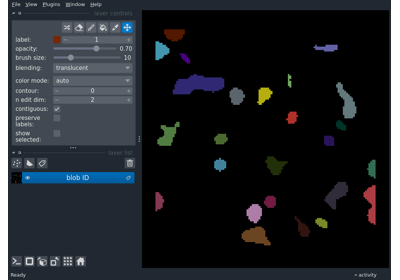 File View Plugins Window Help
layer controls
label: 1
opacity: 0.70
brush size: 10
blending: translucent
color mode: auto
contour: 0
n edit dim: 2
contiguous:
preserve
labels:
show
selected:
layer list
blob ID
Ready
activity